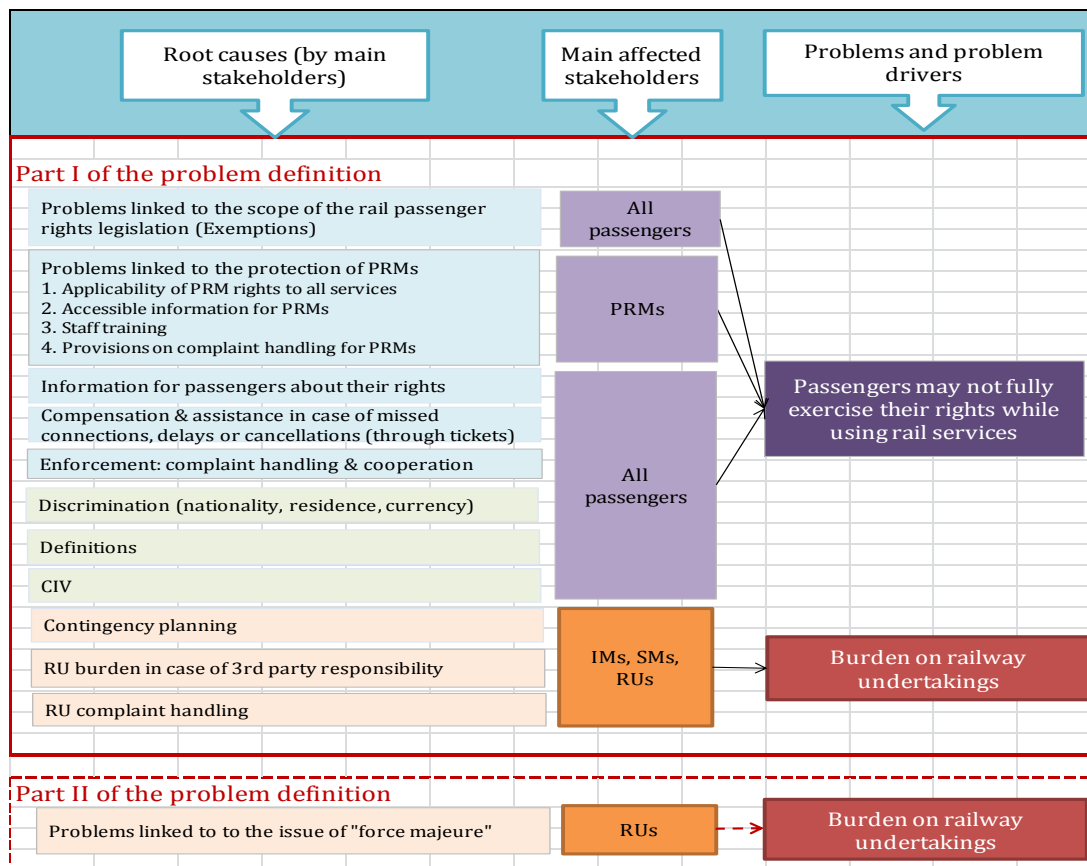 Root causes (by main
stakeholders)
Main affected
stakeholders
Problems and problem
drivers
Part I of the problem definition
Problems linked to the scope of the rail passenger
rights legislation (Exemptions)
All
passengers
Problems linked to the protection of PRMs
1. Applicability of PRM rights to all services
2. Accessible information for PRMs
3. Staff training
4. Provisions on complaint handling for PRMs
PRMs
Information for passengers about their rights
Compensation & assistance in case of missed
connections, delays or cancellations (through tickets)
Enforcement: complaint handling & cooperation
Discrimination (nationality, residence, currency)
Definitions
CIV
All
passengers
Passengers may not fully
exercise their rights while
using rail services
Contingency planning
RU burden in case of 3rd party responsibility
RU complaint handling
IMs, SMs,
RUs
Burden on railway
undertakings
Part II of the problem definition
Problems linked to to the issue of "force majeure"
RUs
Burden on railway
undertakings